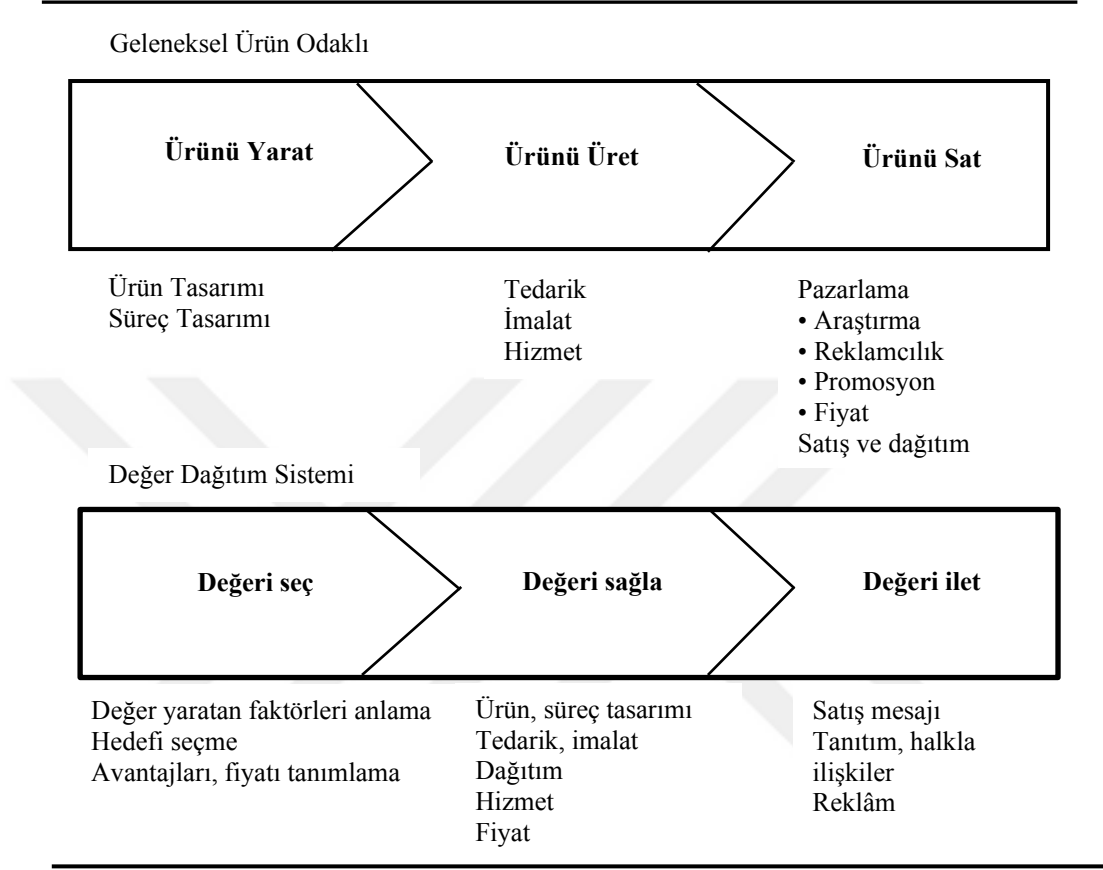 Geleneksel Ürün Odaklı
Ürünü Yarat
Ürünü Üret
Ürünü Sat
Ürün Tasarımı
Süreç Tasarımı
Tedarik
İmalat
Hizmet
Pazarlama
• Araştırma
• Reklamcılık
• Promosyon
• Fiyat
Satış ve dağıtım
Değer Dağıtım Sistemi
Değeri seç
Değeri sağla
Değeri ilet
Değer yaratan faktörleri anlama
Hedefi seçme
Avantajları, fiyatı tanımlama
Ürün, süreç tasarımı
Tedarik, imalat
Dağıtım
Hizmet
Fiyat
Satış mesajı
Tanıtım, halkla
ilişkiler
Reklâm